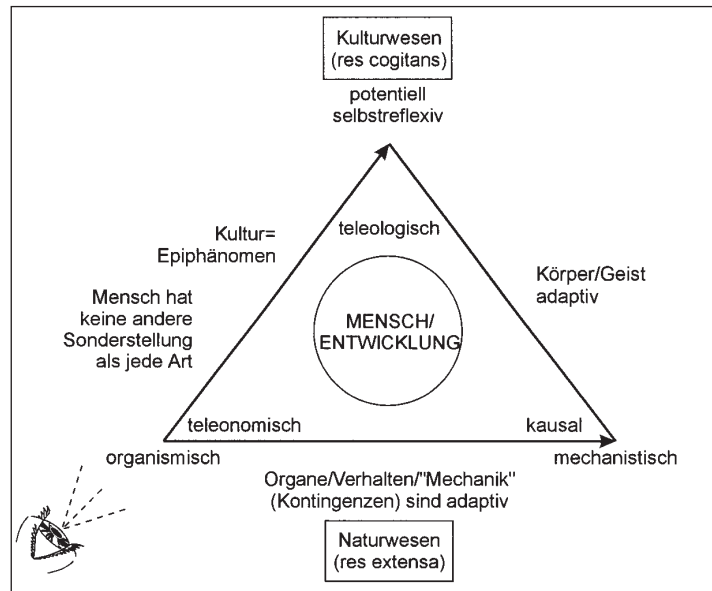 Kulturwesen
(res cogitans)
potentiell
selbstreflexiv
Kultur=
Epiphänomen
teleologisch
Körper/Geist
adaptiv
Mensch hat
keine andere
Sonderstellung
als jede Art
MENSCH/
ENTWICKLUNG
teleonomisch
kausal
organismisch
mechanistisch
Organe/Verhalten/"Mechanik"
(Kontingenzen) sind adaptiv
Naturwesen
(res extensa)